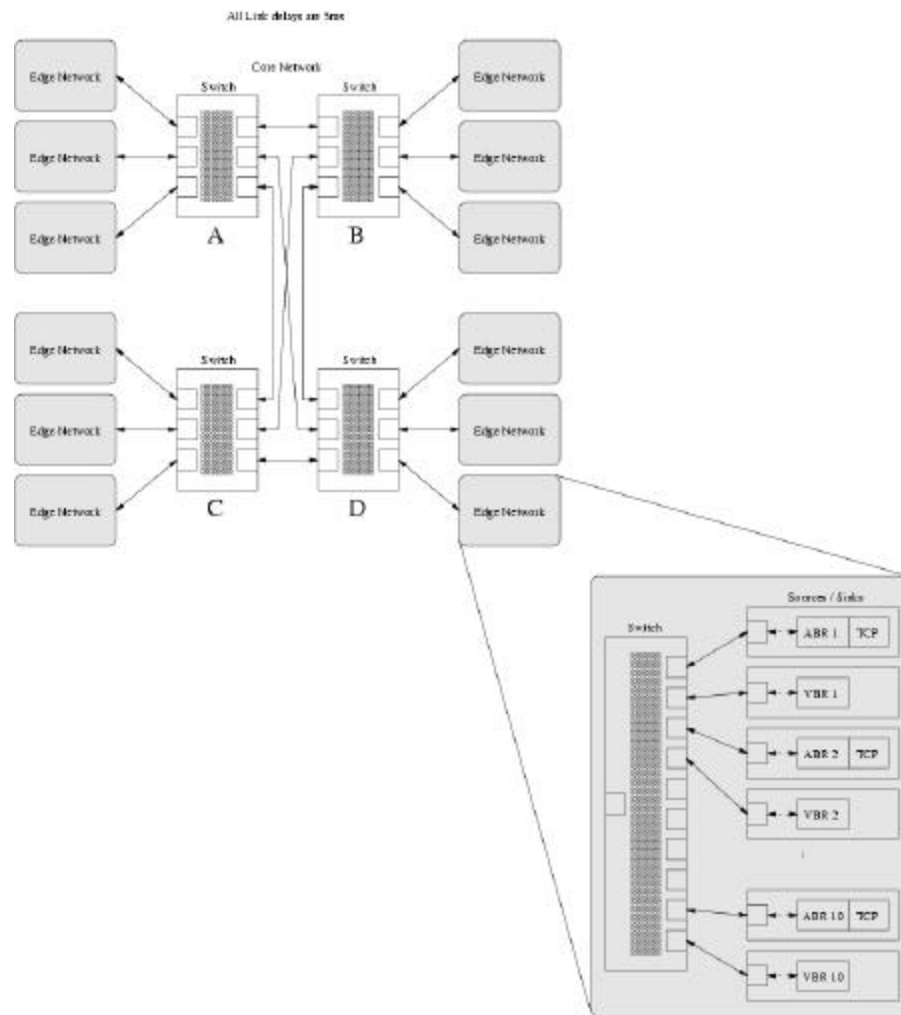 All Link delays are 5ms
Core Network
Edge Network
Edge Network
Edge Network
Switch
A
Switch
B
Edge Network
Edge Network
Edge Network
Edge Network
Edge Network
Edge Network
Switch
C
Switch
D
Edge Network
Edge Network
Edge Network
Sources / Sinks
Switch
ABR 1 TCP
VBR 1
ABR 2 TCP
VBR 2
ABR 10 TCP
VBR 10